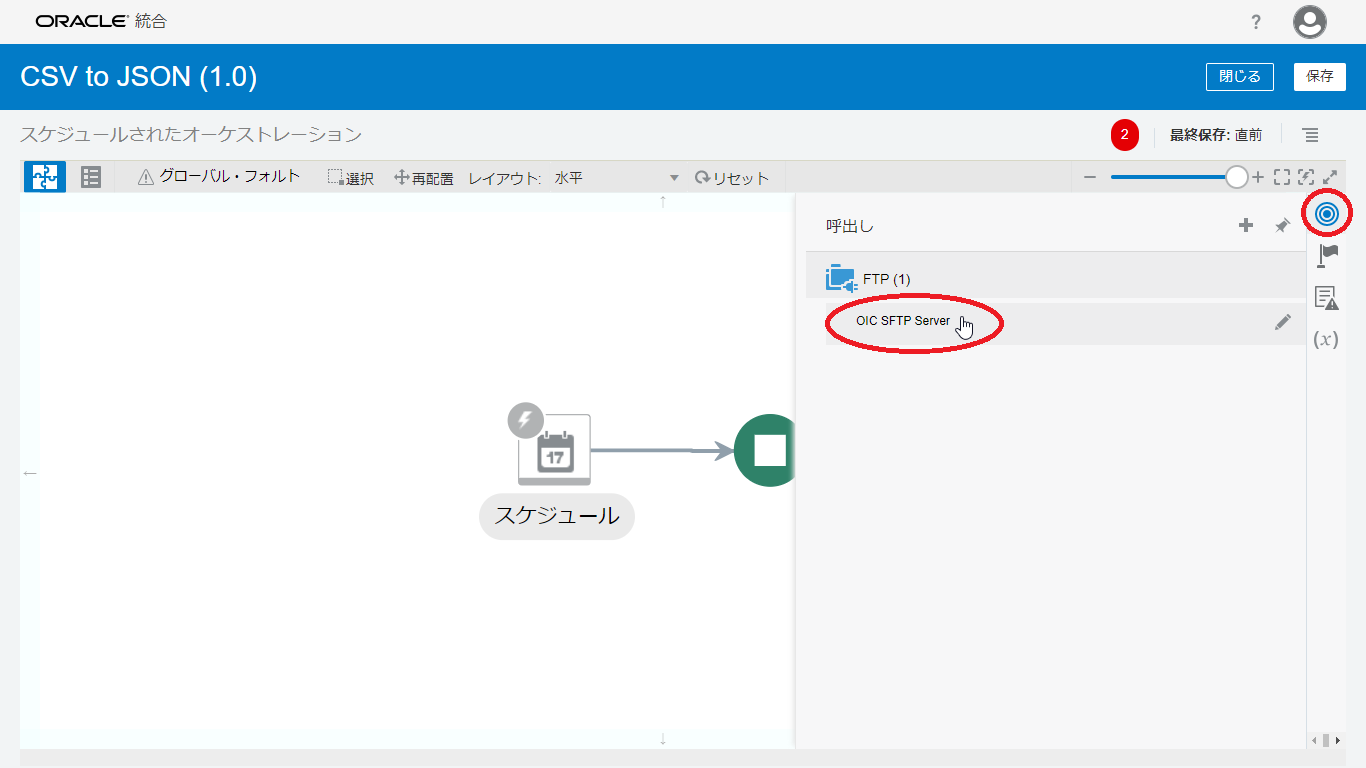 ORACLE 統合
?
CSV to JSON (1.0)
閉じる
保存
スケジュールされたオーケストレーション
2
最終保存: 直前
グローバル・フォルト
選択
再配置
レイアウト: 水平
リセット
呼出し
FTP (1)
OIC SFTP Server
(x)
17
スケジュール